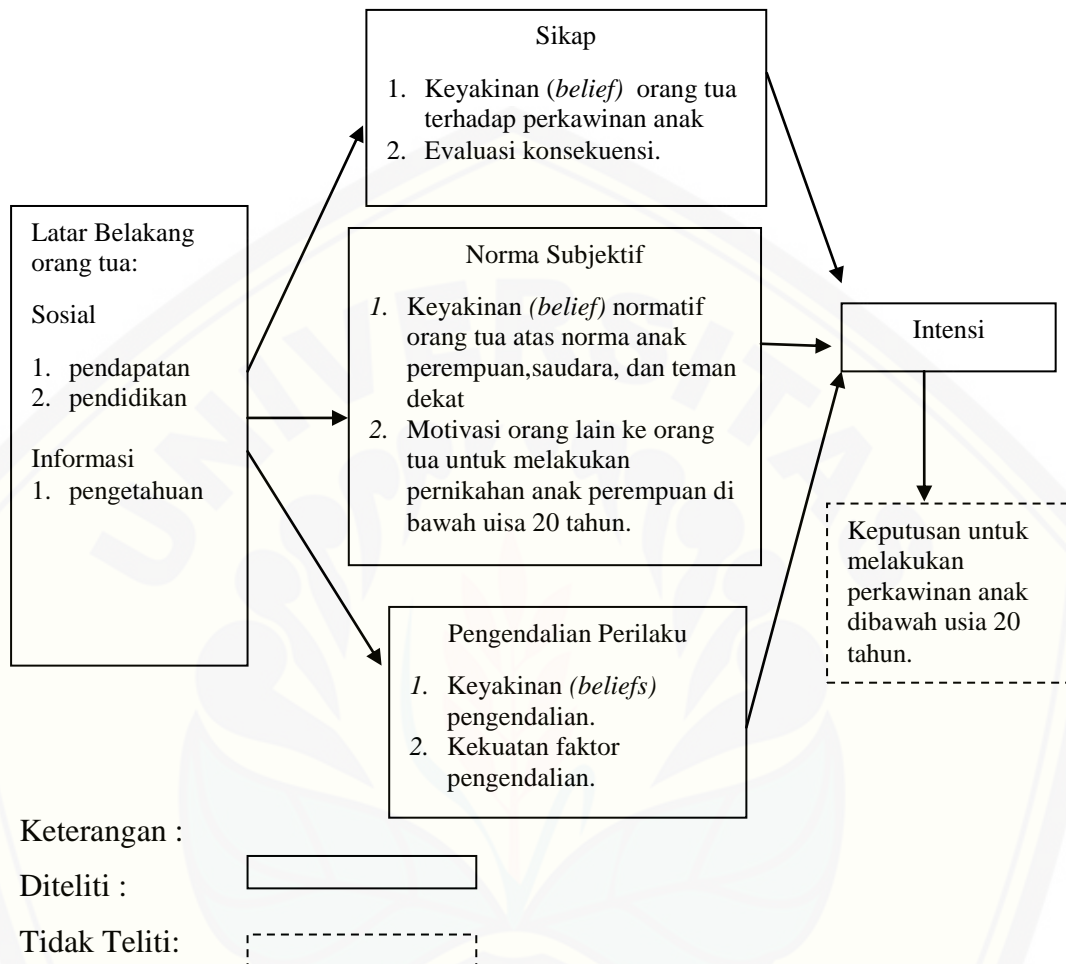 Sikap
1. Keyakinan (belief) orang tua
terhadap perkawinan anak
2. Evaluasi konsekuensi.
Latar Belakang
orang tua:
Sosial
1. pendapatan
2. pendidikan
Informasi
1. pengetahuan
Norma Subjektif
1. Keyakinan (belief) normatif
orang tua atas norma anak
perempuan,saudara, dan teman
dekat
2. Motivasi orang lain ke orang
tua untuk melakukan
pernikahan anak perempuan di
bawah uisa 20 tahun.
Pengendalian Perilaku
1. Keyakinan (beliefs)
pengendalian.
2. Kekuatan faktor
pengendalian.
Intensi
Keputusan untuk
melakukan
perkawinan anak
dibawah usia 20
tahun.
Keterangan :
Diteliti :
Tidak Teliti:
UNIVERSITAS